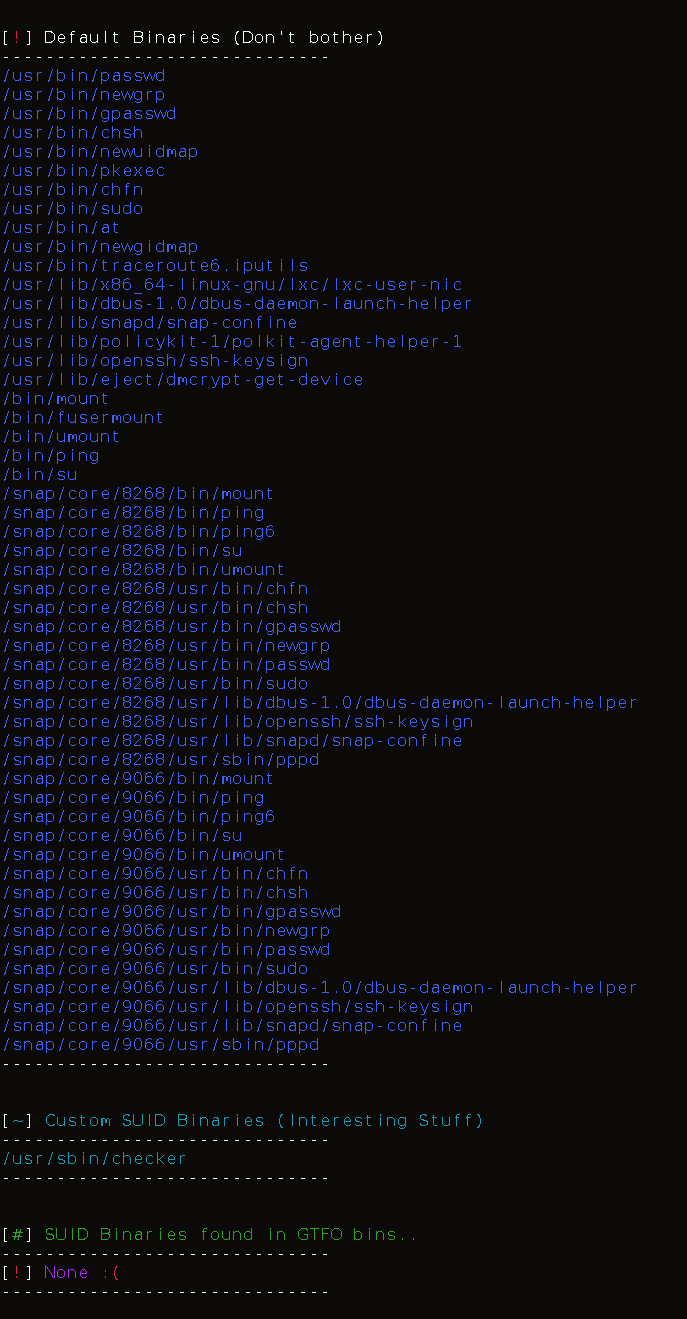 [!] Default Binaries (Don't bother)
------------------------------
/usr/bin/passwd
/usr/bin/newgrp
/usr/bin/gpasswd
/usr/bin/chsh
/usr/bin/newuidmap
/usr/bin/pkexec
/usr/bin/chfn
/usr/bin/sudo
/usr/bin/at
/usr/bin/newgidmap
/usr/bin/traceroute6.iputils
/usr/lib/x86_64-linux-gnu/lxc/lxc-user-nic
/usr/lib/dbus-1.0/dbus-daemon-launch-helper
/usr/lib/snapd/snap-confine
/usr/lib/policykit-1/polkit-agent-helper-1
/usr/lib/openssh/ssh-keysign
/usr/lib/eject/dmcrypt-get-device
/bin/mount
/bin/fusermount
/bin/umount
/bin/ping
/bin/su
/snap/core/8268/bin/mount
/snap/core/8268/bin/ping
/snap/core/8268/bin/ping6
/snap/core/8268/bin/su
/snap/core/8268/bin/umount
/snap/core/8268/usr/bin/chfn
/snap/core/8268/usr/bin/chsh
/snap/core/8268/usr/bin/gpasswd
/snap/core/8268/usr/bin/newgrp
/snap/core/8268/usr/bin/passwd
/snap/core/8268/usr/bin/sudo
/snap/core/8268/usr/lib/dbus-1.0/dbus-daemon-launch-helper
/snap/core/8268/usr/lib/openssh/ssh-keysign
/snap/core/8268/usr/lib/snapd/snap-confine
/snap/core/8268/usr/sbin/pppd
/snap/core/9066/bin/mount
/snap/core/9066/bin/ping
/snap/core/9066/bin/ping6
/snap/core/9066/bin/su
/snap/core/9066/bin/umount
/snap/core/9066/usr/bin/chfn
/snap/core/9066/usr/bin/chsh
/snap/core/9066/usr/bin/gpasswd
/snap/core/9066/usr/bin/newgrp
/snap/core/9066/usr/bin/passwd
/snap/core/9066/usr/bin/sudo
/snap/core/9066/usr/lib/dbus-1.0/dbus-daemon-launch-helper
/snap/core/9066/usr/lib/openssh/ssh-keysign
/snap/core/9066/usr/lib/snapd/snap-confine
/snap/core/9066/usr/sbin/pppd
------------------------------
[~] Custom SUID Binaries (Interesting Stuff)
------------------------------
/usr/sbin/checker
------------------------------
[#] SUID Binaries found in GTFO bins..
------------------------------
[!] None :(
------------------------------